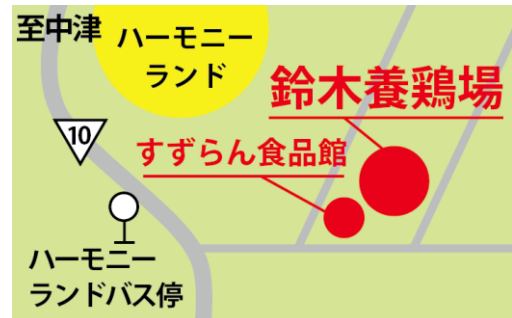 至中津
ハーモニー
ランド
鈴木養鶏場
10
すずらん食品館
ハーモニー
ランドバス停